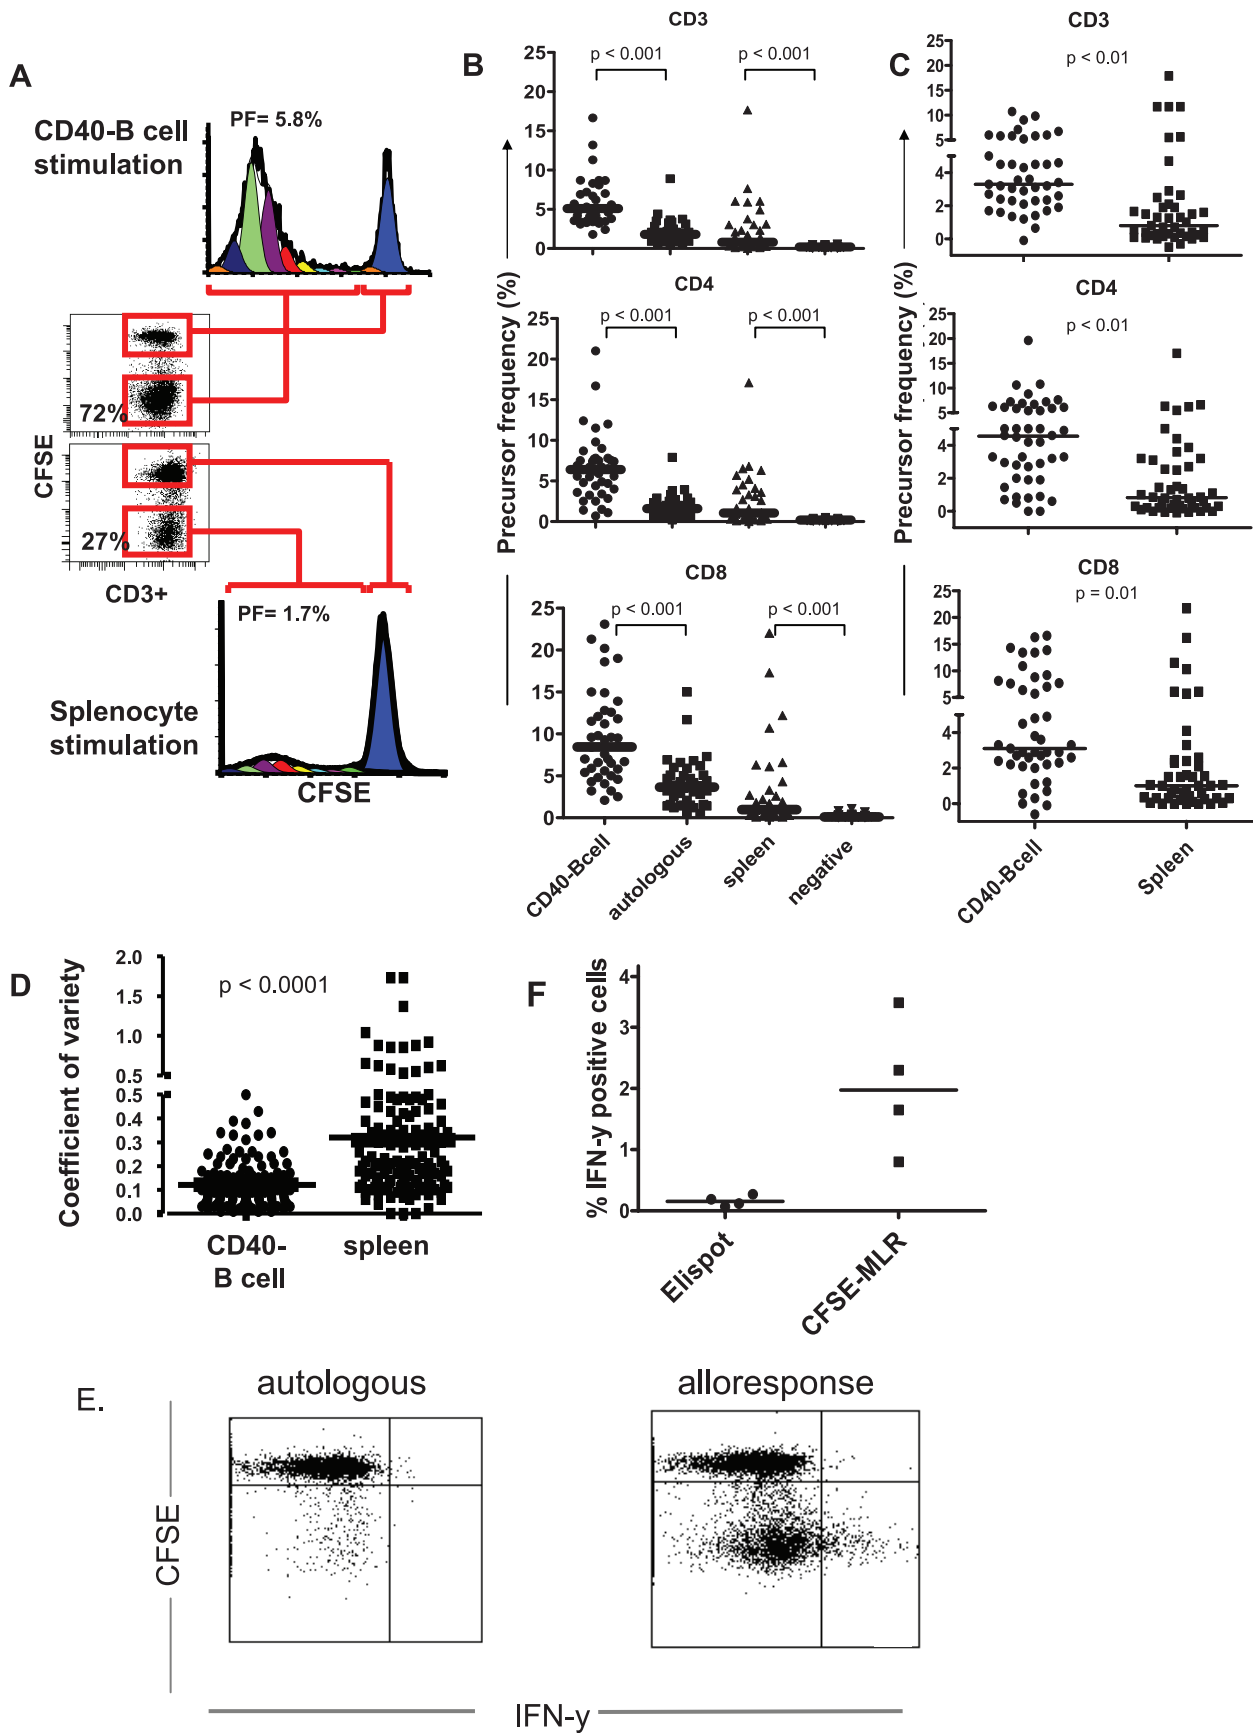 A
CD40-B cell
stimulation
PF= 5.8%
72%
27%
CFSE
CD3+
PF= 1.7%
Splenocyte
stimulation
CFSE
B
CD3
p < 0.001
p < 0.001
25
20
15
10
5
0
CD4
p < 0.001
p < 0.001
25
20
15
10
5
0
CD8
p < 0.001
p < 0.001
25
20
15
10
5
0
Precursor frequency (%)
CD40-Bcell
autologous
spleen
negative
C
CD3
p < 0.01
25
20
15
10
5
4
2
0
CD4
p < 0.01
25
20
15
10
5
4
2
0
CD8
p = 0.01
25
20
15
10
5
4
2
0
Precursor frequency (%)
CD40-Bcell
Spleen
D
p < 0.0001
Coefficient of variety
2.0
1.5
1.0
0.5
0.5
0.4
0.3
0.2
0.1
0.0
CD40-
B cell
spleen
F
% IFN-y positive cells
4
3
2
1
0
Elispot
CFSE-MLR
E.
autologous
alloresponse
CFSE
IFN-y